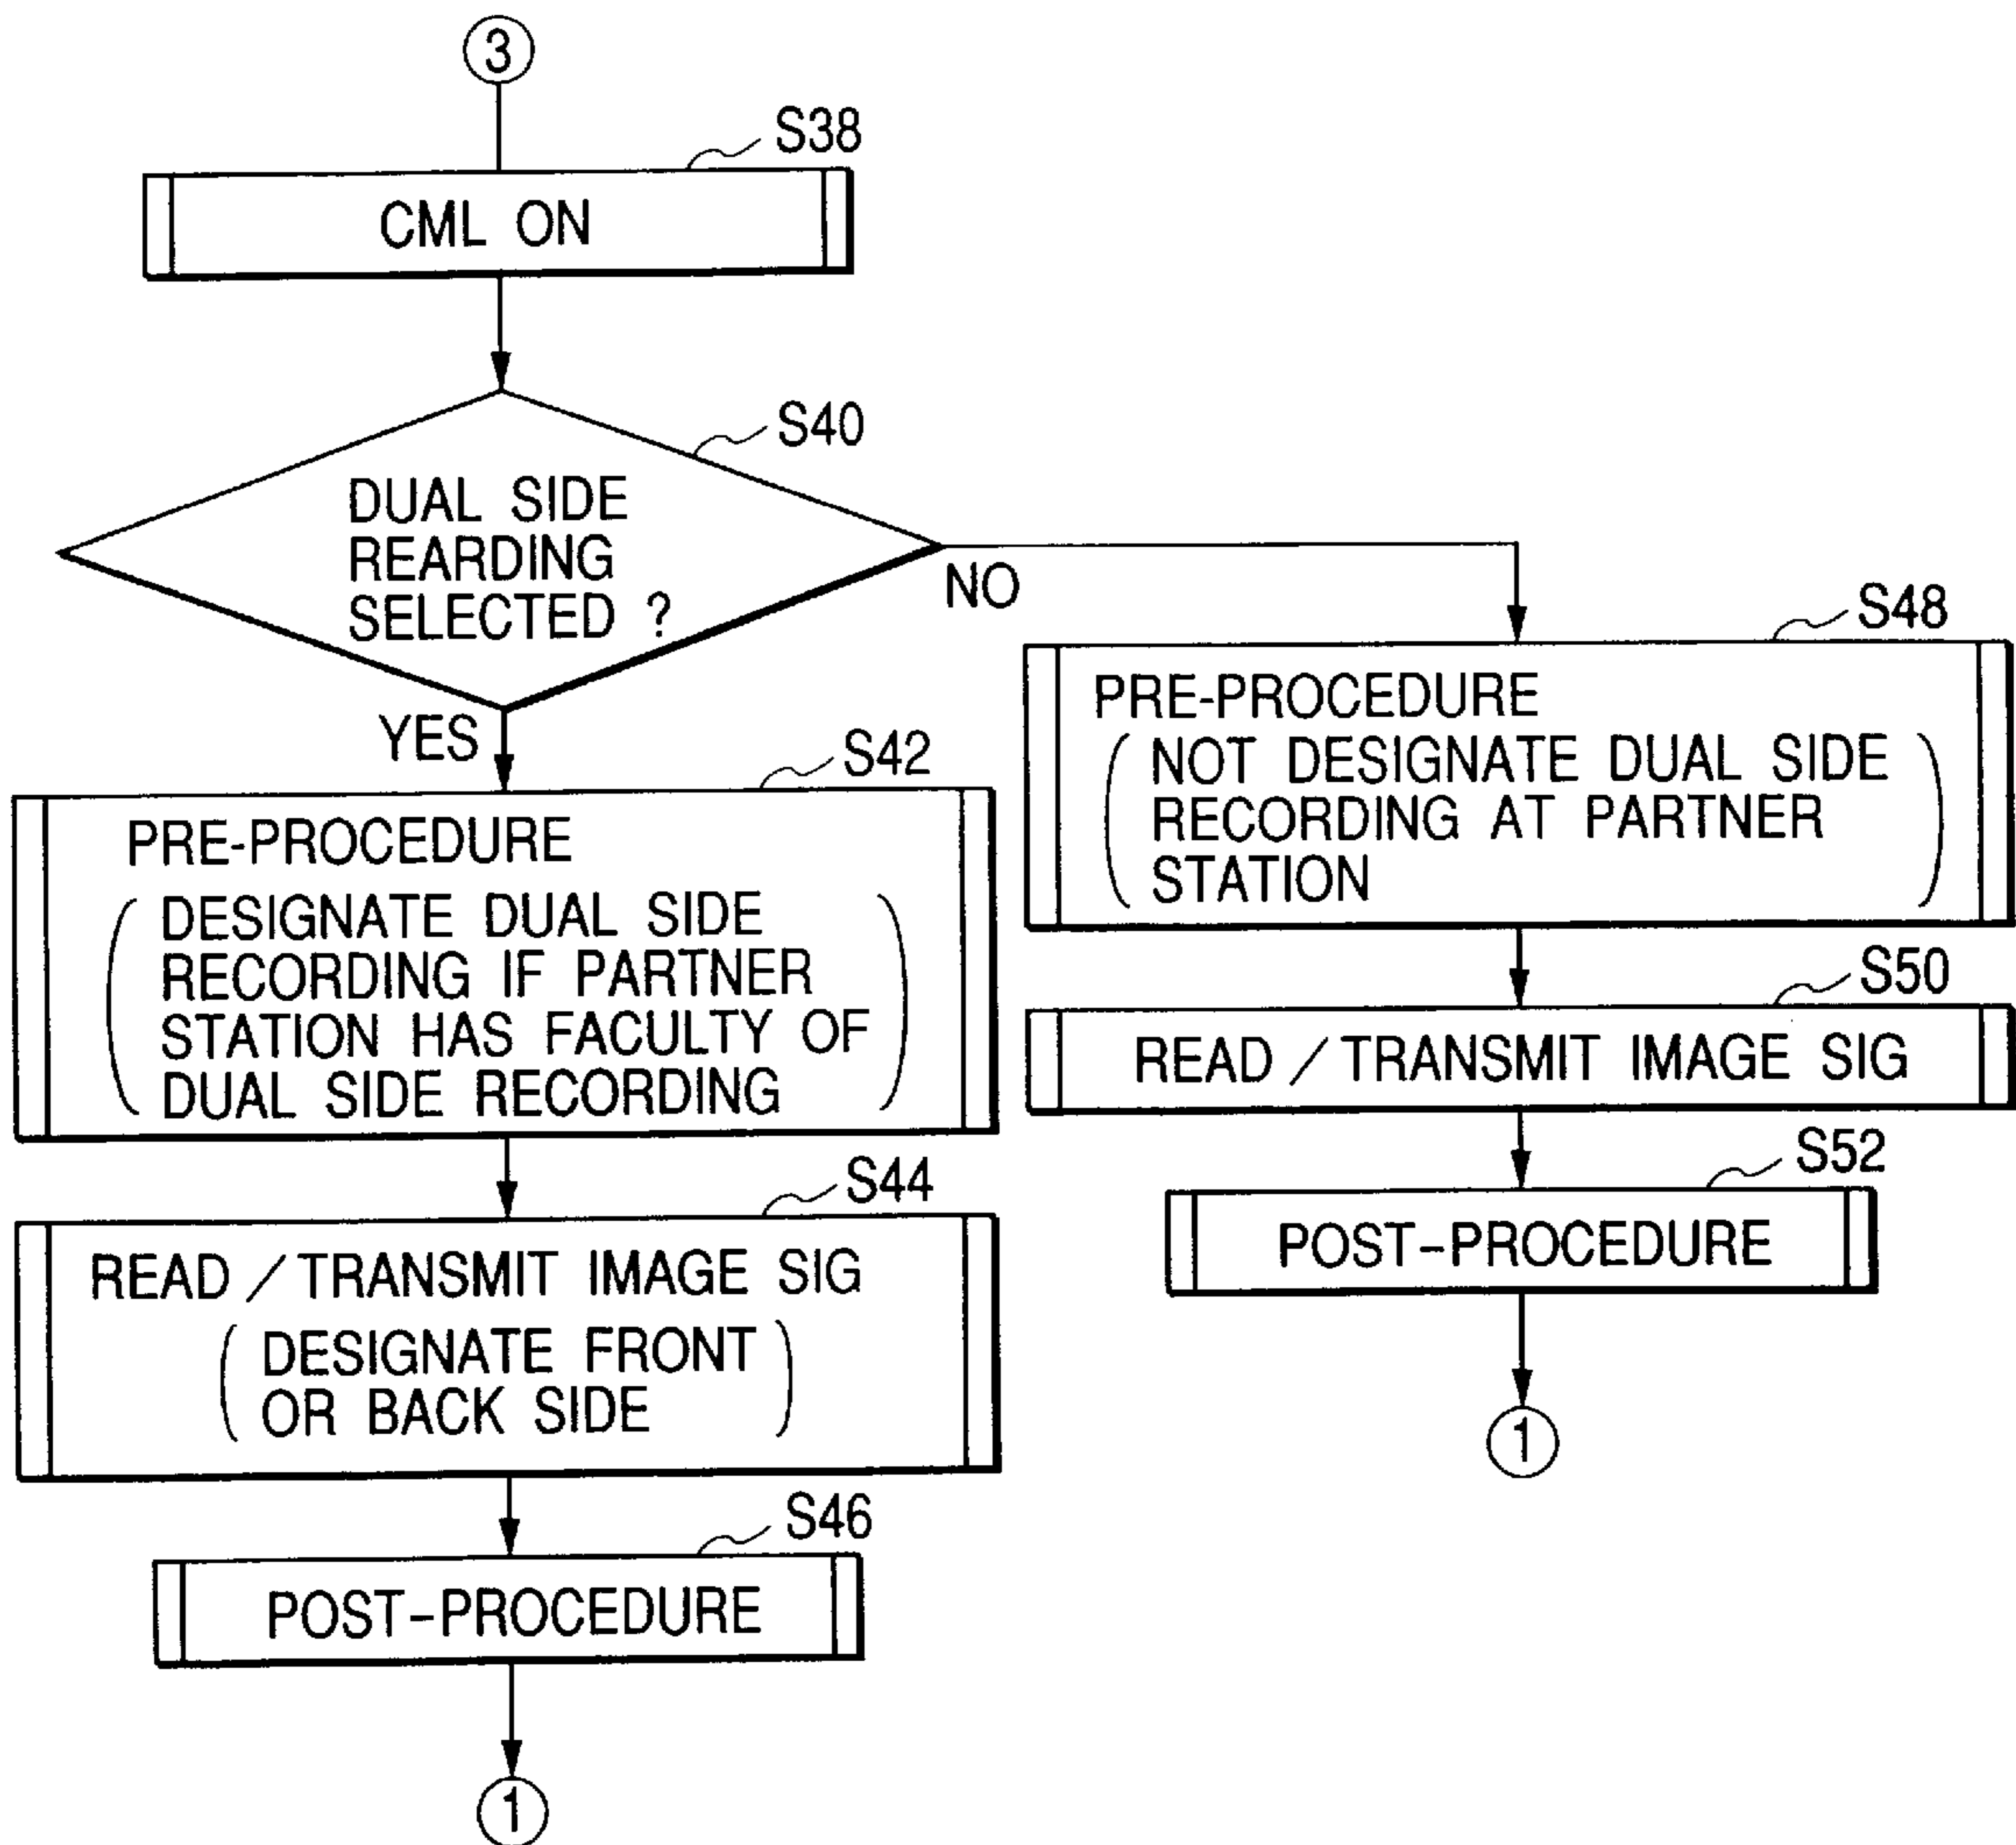 3
S38
CML ON
S40
DUAL SIDE
REARDING
SELECTED ?
NO
YES
S42
PRE-PROCEDURE
( DESIGNATE DUAL SIDE
RECORDING IF PARTNER
STATION HAS FACULTY OF
DUAL SIDE RECORDING )
S44
READ / TRANSMIT IMAGE SIG
( DESIGNATE FRONT
OR BACK SIDE )
S46
POST-PROCEDURE
1
S48
PRE-PROCEDURE
( NOT DESIGNATE DUAL SIDE
RECORDING AT PARTNER
STATION )
S50
READ / TRANSMIT IMAGE SIG
S52
POST-PROCEDURE
1